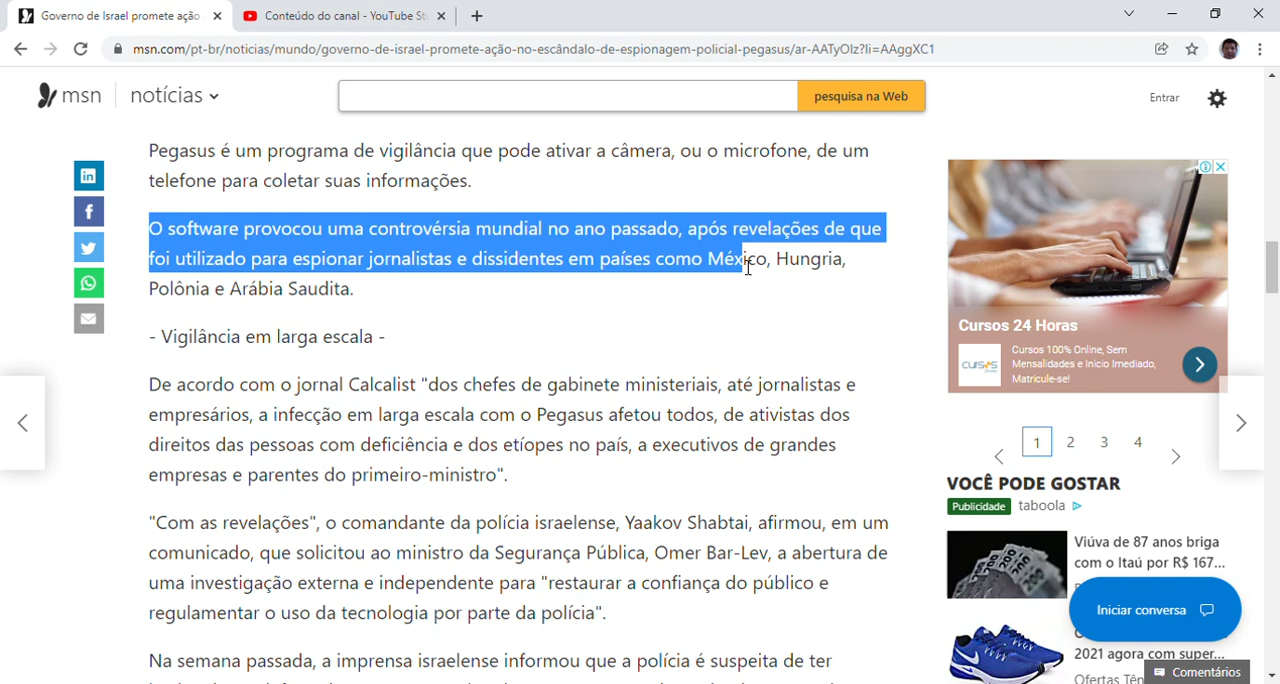 Governo de Israel promete ação
Conteúdo do canal - YouTube St
msn.com/pt-br/noticias/mundo/governo-de-israel-promete-ação-no-escândalo-de-espionagem-policial-pegasus/ar-AATyOlz?li=AAggXC1
msn
notícias
pesquisa na Web
Entrar
Pegasus é um programa de vigilância que pode ativar a câmera, ou o microfone, de um
telefone para coletar suas informações.
O software provocou uma controvérsia mundial no ano passado, após revelações de que
foi utilizado para espionar jornalistas e dissidentes em países como México, Hungria,
Polônia e Arábia Saudita.
- Vigilância em larga escala -
De acordo com o jornal Calcalist "dos chefes de gabinete ministeriais, até jornalistas e
empresários, a infecção em larga escala com o Pegasus afetou todos, de ativistas dos
direitos das pessoas com deficiência e dos etíopes no país, a executivos de grandes
empresas e parentes do primeiro-ministro".
"Com as revelações", o comandante da polícia israelense, Yaakov Shabtai, afirmou, em um
comunicado, que solicitou ao ministro da Segurança Pública, Omer Bar-Lev, a abertura de
uma investigação externa e independente para "restaurar a confiança do público e
regulamentar o uso da tecnologia por parte da polícia".
Na semana passada, a imprensa israelense informou que a polícia é suspeita de ter
Cursos 24 Horas
CURSOS
Cursos 100% Online, Sem
Mensalidades e Inicio Imediado,
Matricule-se!
1 2 3 4
VOCÊ PODE GOSTAR
Publicidade taboola
Viúva de 87 anos briga
com o Itaú por R$ 167...
Iniciar conversa
2021 agora com super...
Ofertas Tên
Comentários